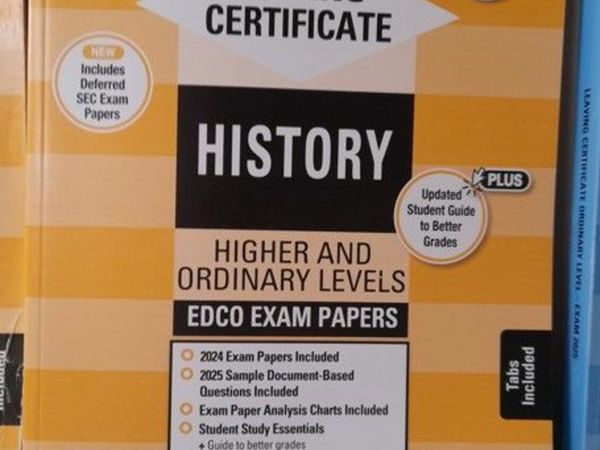 CERTIFICATE
NEW
Includes
Deferred
SEC Exam
Papers
HISTORY
PLUS
Updated
Student Guide
to Better
Grades
HIGHER AND
ORDINARY LEVELS
EDCO EXAM PAPERS
2024 Exam Papers Included
2025 Sample Document-Based
Questions Included
Exam Paper Analysis Charts Included
Student Study Essentials
+ Guide to better grades
Tabs
Included
Included
LEAVING CERTIFICATE ORDINARY LEVEL – EXAM 2026